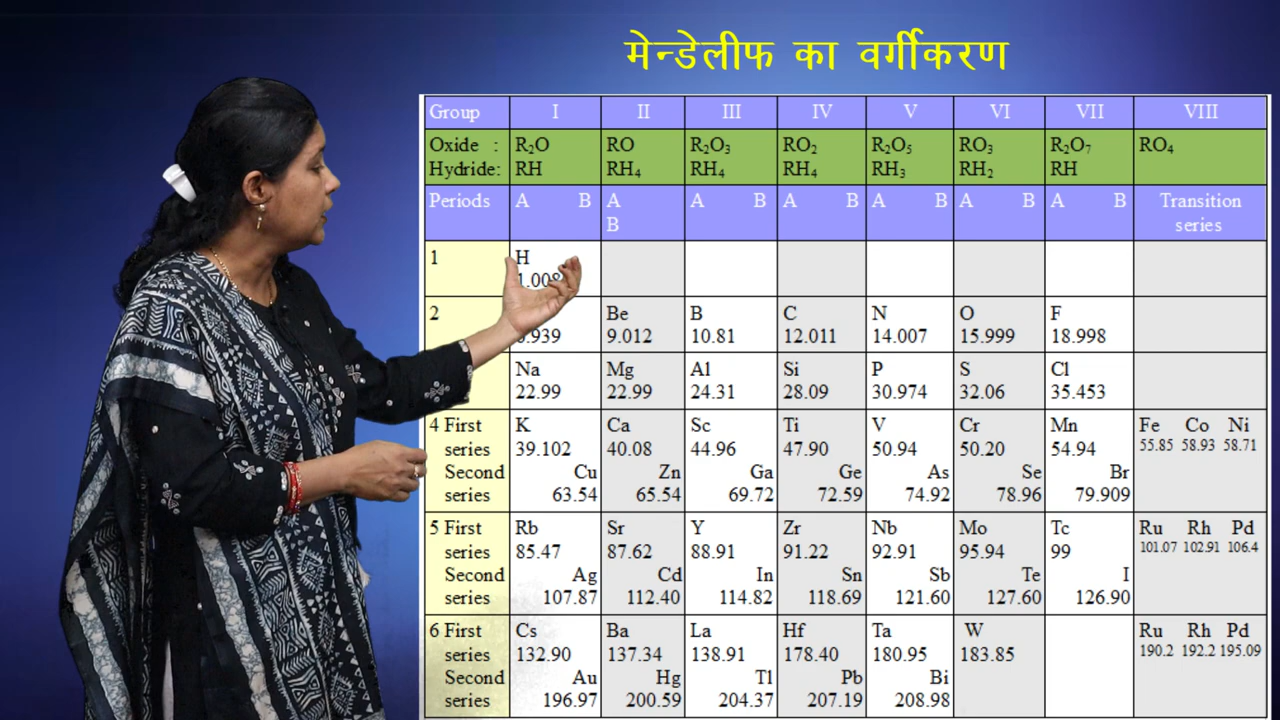 मेन्डेलीफ का वर्गीकरण
Group I II III IV V VI VII VIII
Oxide : R₂O RO R₂O₃ RO₂ R₂O₅ RO₃ R₂O₇ RO₄
Hydride: RH RH₄ RH₄ RH₄ RH₃ RH₂ RH
Periods A B A A B A B A B A B A B Transition
B series
1 H
2 Be B C N O F
9.012 10.81 12.011 14.007 15.999 18.998
Na Mg Al Si P S Cl
22.99 22.99 24.31 28.09 30.974 32.06 35.453
4 First K Ca Sc Ti V Cr Mn Fe Co Ni
series 39.102 40.08 44.96 47.90 50.94 50.20 54.94 55.85 58.93 58.71
Second Cu Zn Ga Ge As Se Br
series 63.54 65.54 69.72 72.59 74.92 78.96 79.909
5 First Rb Sr Y Zr Nb Mo Tc Ru Rh Pd
series 85.47 87.62 88.91 91.22 92.91 95.94 99 101.07 102.91 106.4
Second Ag Cd In Sn Sb Te I
series 107.87 112.40 114.82 118.69 121.60 127.60 126.90
6 First Cs Ba La Hf Ta W Ru Rh Pd
series 132.90 137.34 138.91 178.40 180.95 183.85 190.2 192.2 195.09
Second Au Hg Tl Pb Bi
series 196.97 200.59 204.37 207.19 208.98